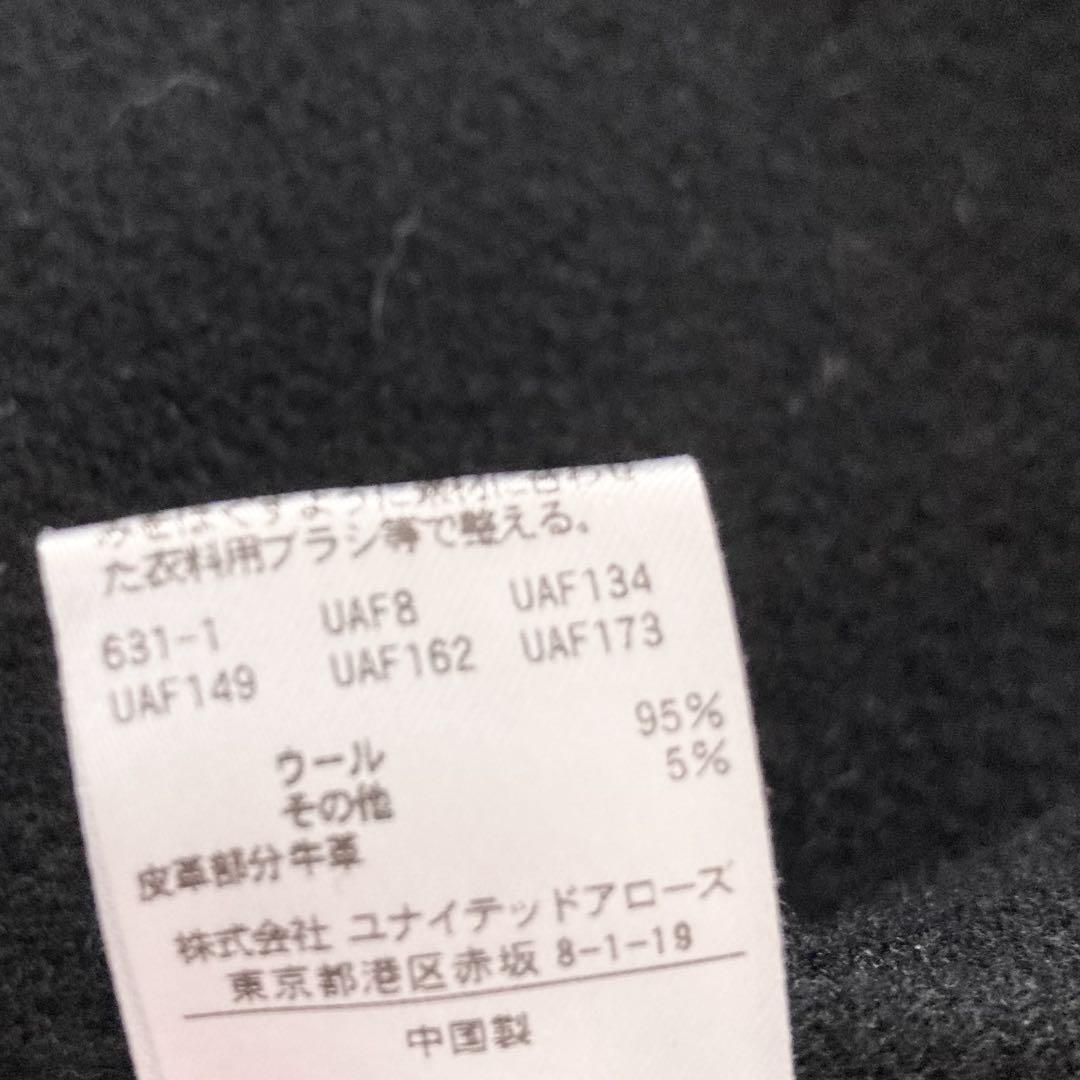 た衣料用ブラシ等で整える。
631-1 UAF8 UAF134
UAF149 UAF162 UAF173
ウール 95%
その他 5%
皮革部分 牛革
株式会社 ユナイテッドアローズ
東京都港区赤坂 8-1-19
中国製